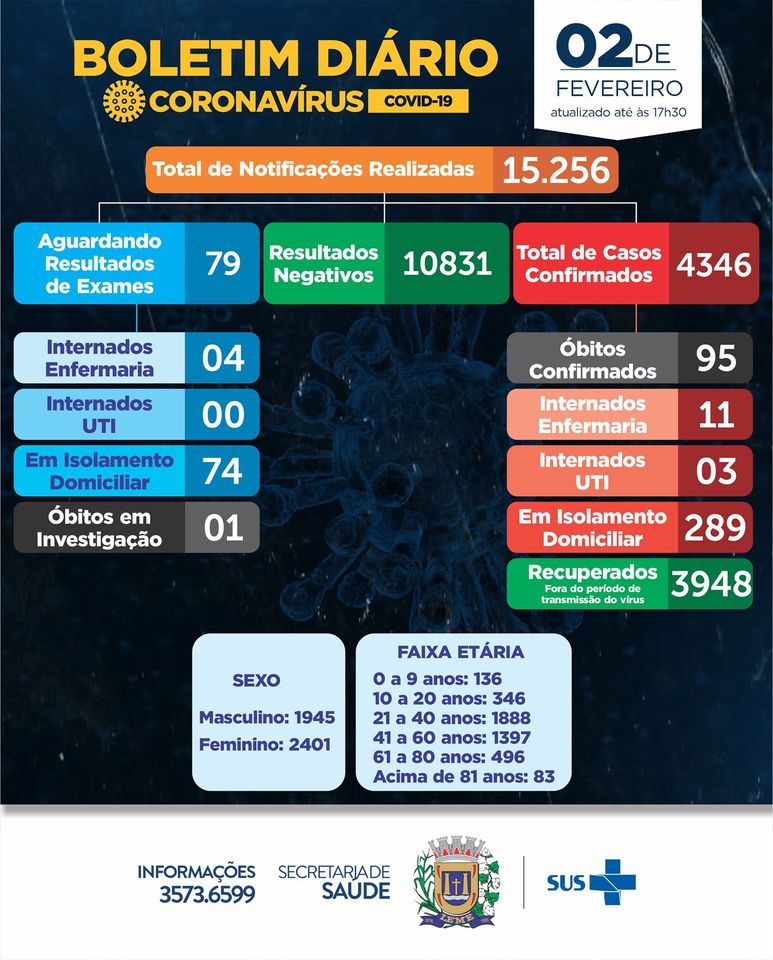 BOLETIM DIÁRIO
CORONAVÍRUS COVID-19
02 DE
FEVEREIRO
atualizado até às 17h30
Total de Notificações Realizadas 15.256
Aguardando
Resultados
de Exames
79
Resultados
Negativos
10831
Total de Casos
Confirmados
4346
Internados
Enfermaria
04
Internados
UTI
00
Em Isolamento
Domiciliar
74
Óbitos em
Investigação
01
Óbitos
Confirmados
95
Internados
Enfermaria
11
Internados
UTI
03
Em Isolamento
Domiciliar
289
Recuperados
Fora do período de
transmissão do vírus
3948
SEXO
Masculino: 1945
Feminino: 2401
FAIXA ETÁRIA
0 a 9 anos: 136
10 a 20 anos: 346
21 a 40 anos: 1888
41 a 60 anos: 1397
61 a 80 anos: 496
Acima de 81 anos: 83
INFORMAÇÕES
3573.6599
SECRETARIA DE
SAÚDE
LEME
SUS